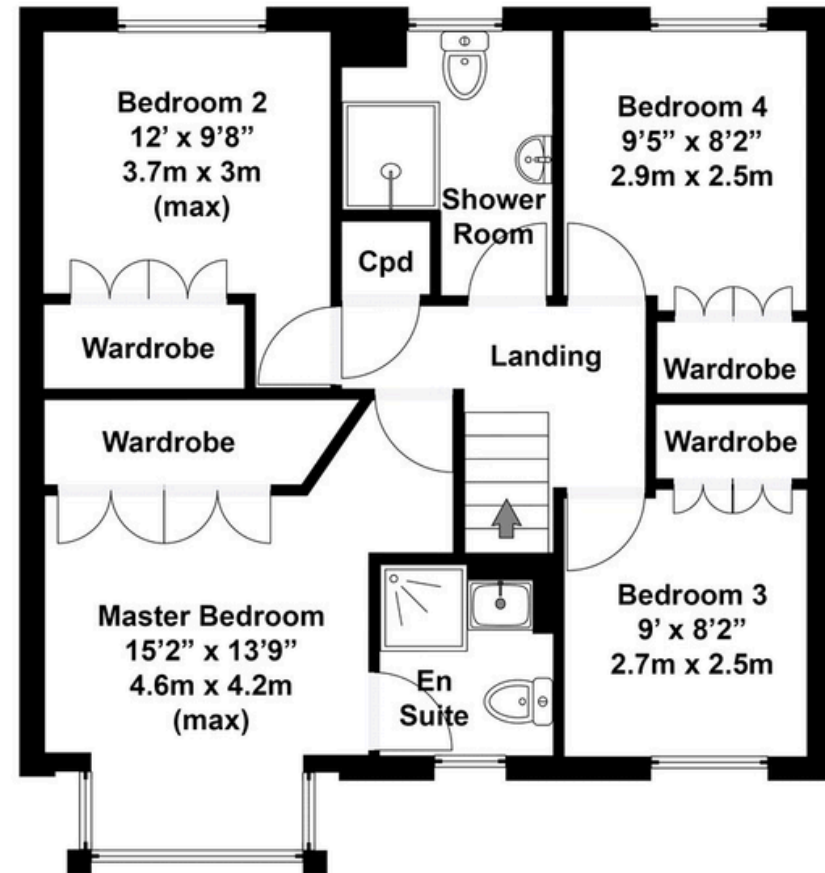 Bedroom 2
12’ x 9’8”
3.7m x 3m
(max)
Bedroom 4
9’5” x 8’2”
2.9m x 2.5m
Shower
Room
Cpd
Wardrobe
Landing
Wardrobe
Wardrobe
Wardrobe
Master Bedroom
15’2” x 13’9”
4.6m x 4.2m
(max)
En
Suite
Bedroom 3
9’ x 8’2”
2.7m x 2.5m